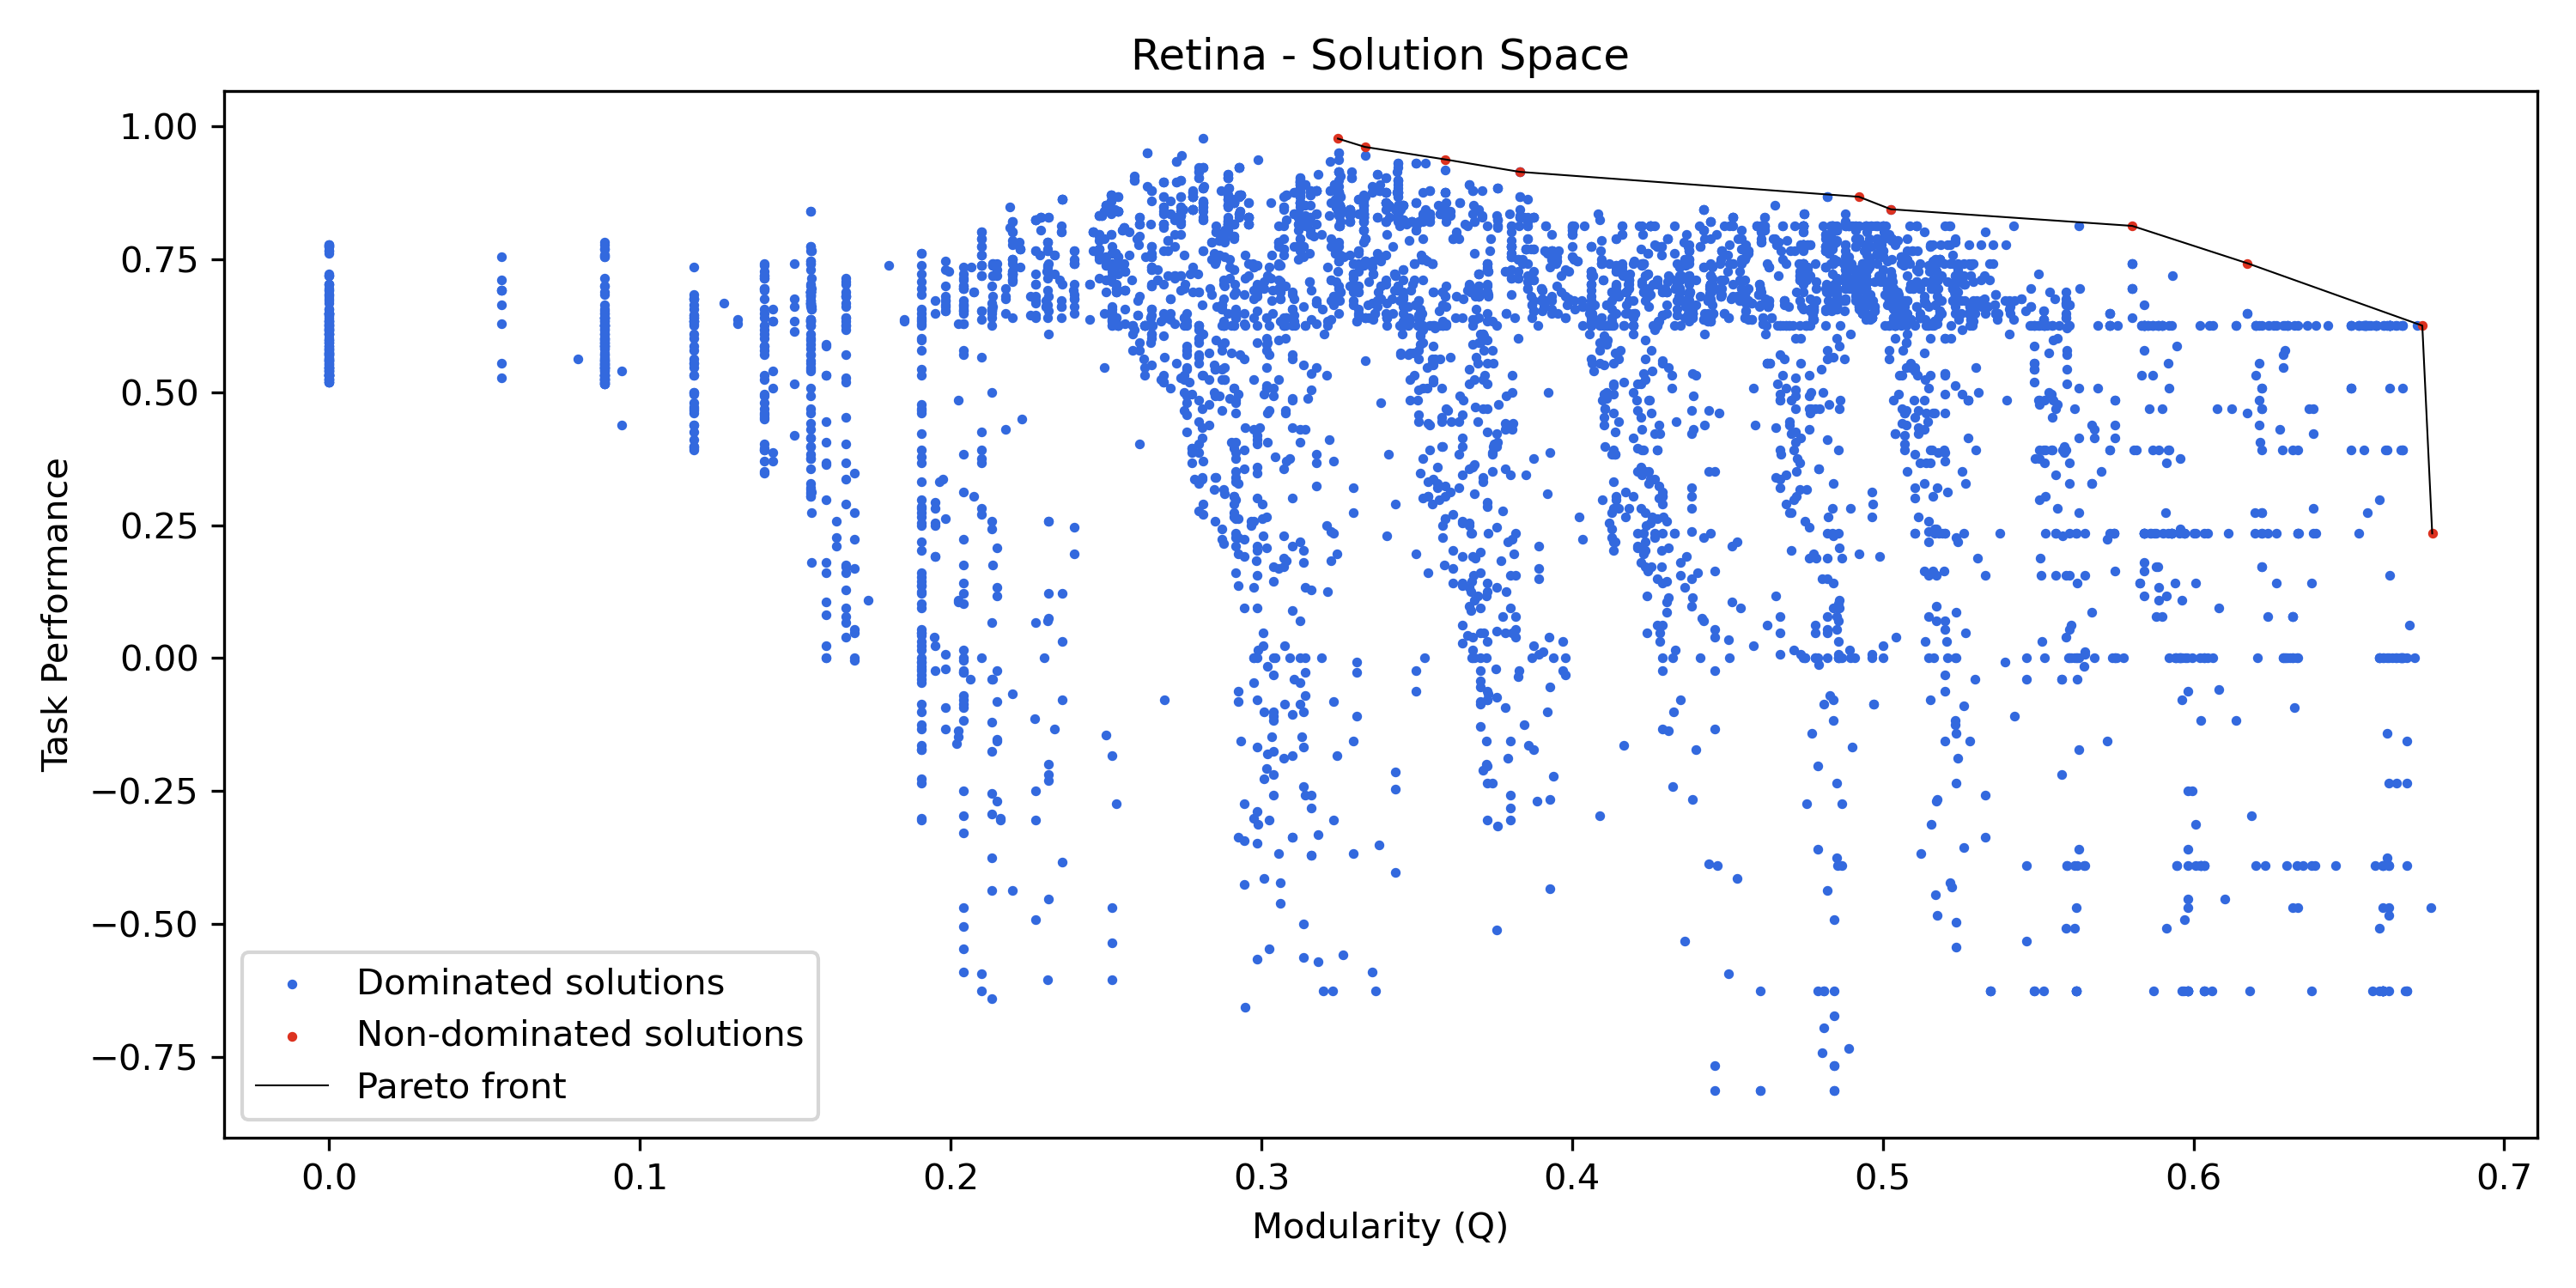 Retina - Solution Space
Task Performance
1.00
0.75
0.50
0.25
0.00
−0.25
−0.50
−0.75
Dominated solutions
Non-dominated solutions
Pareto front
0.0 0.1 0.2 0.3 0.4 0.5 0.6 0.7
Modularity (Q)